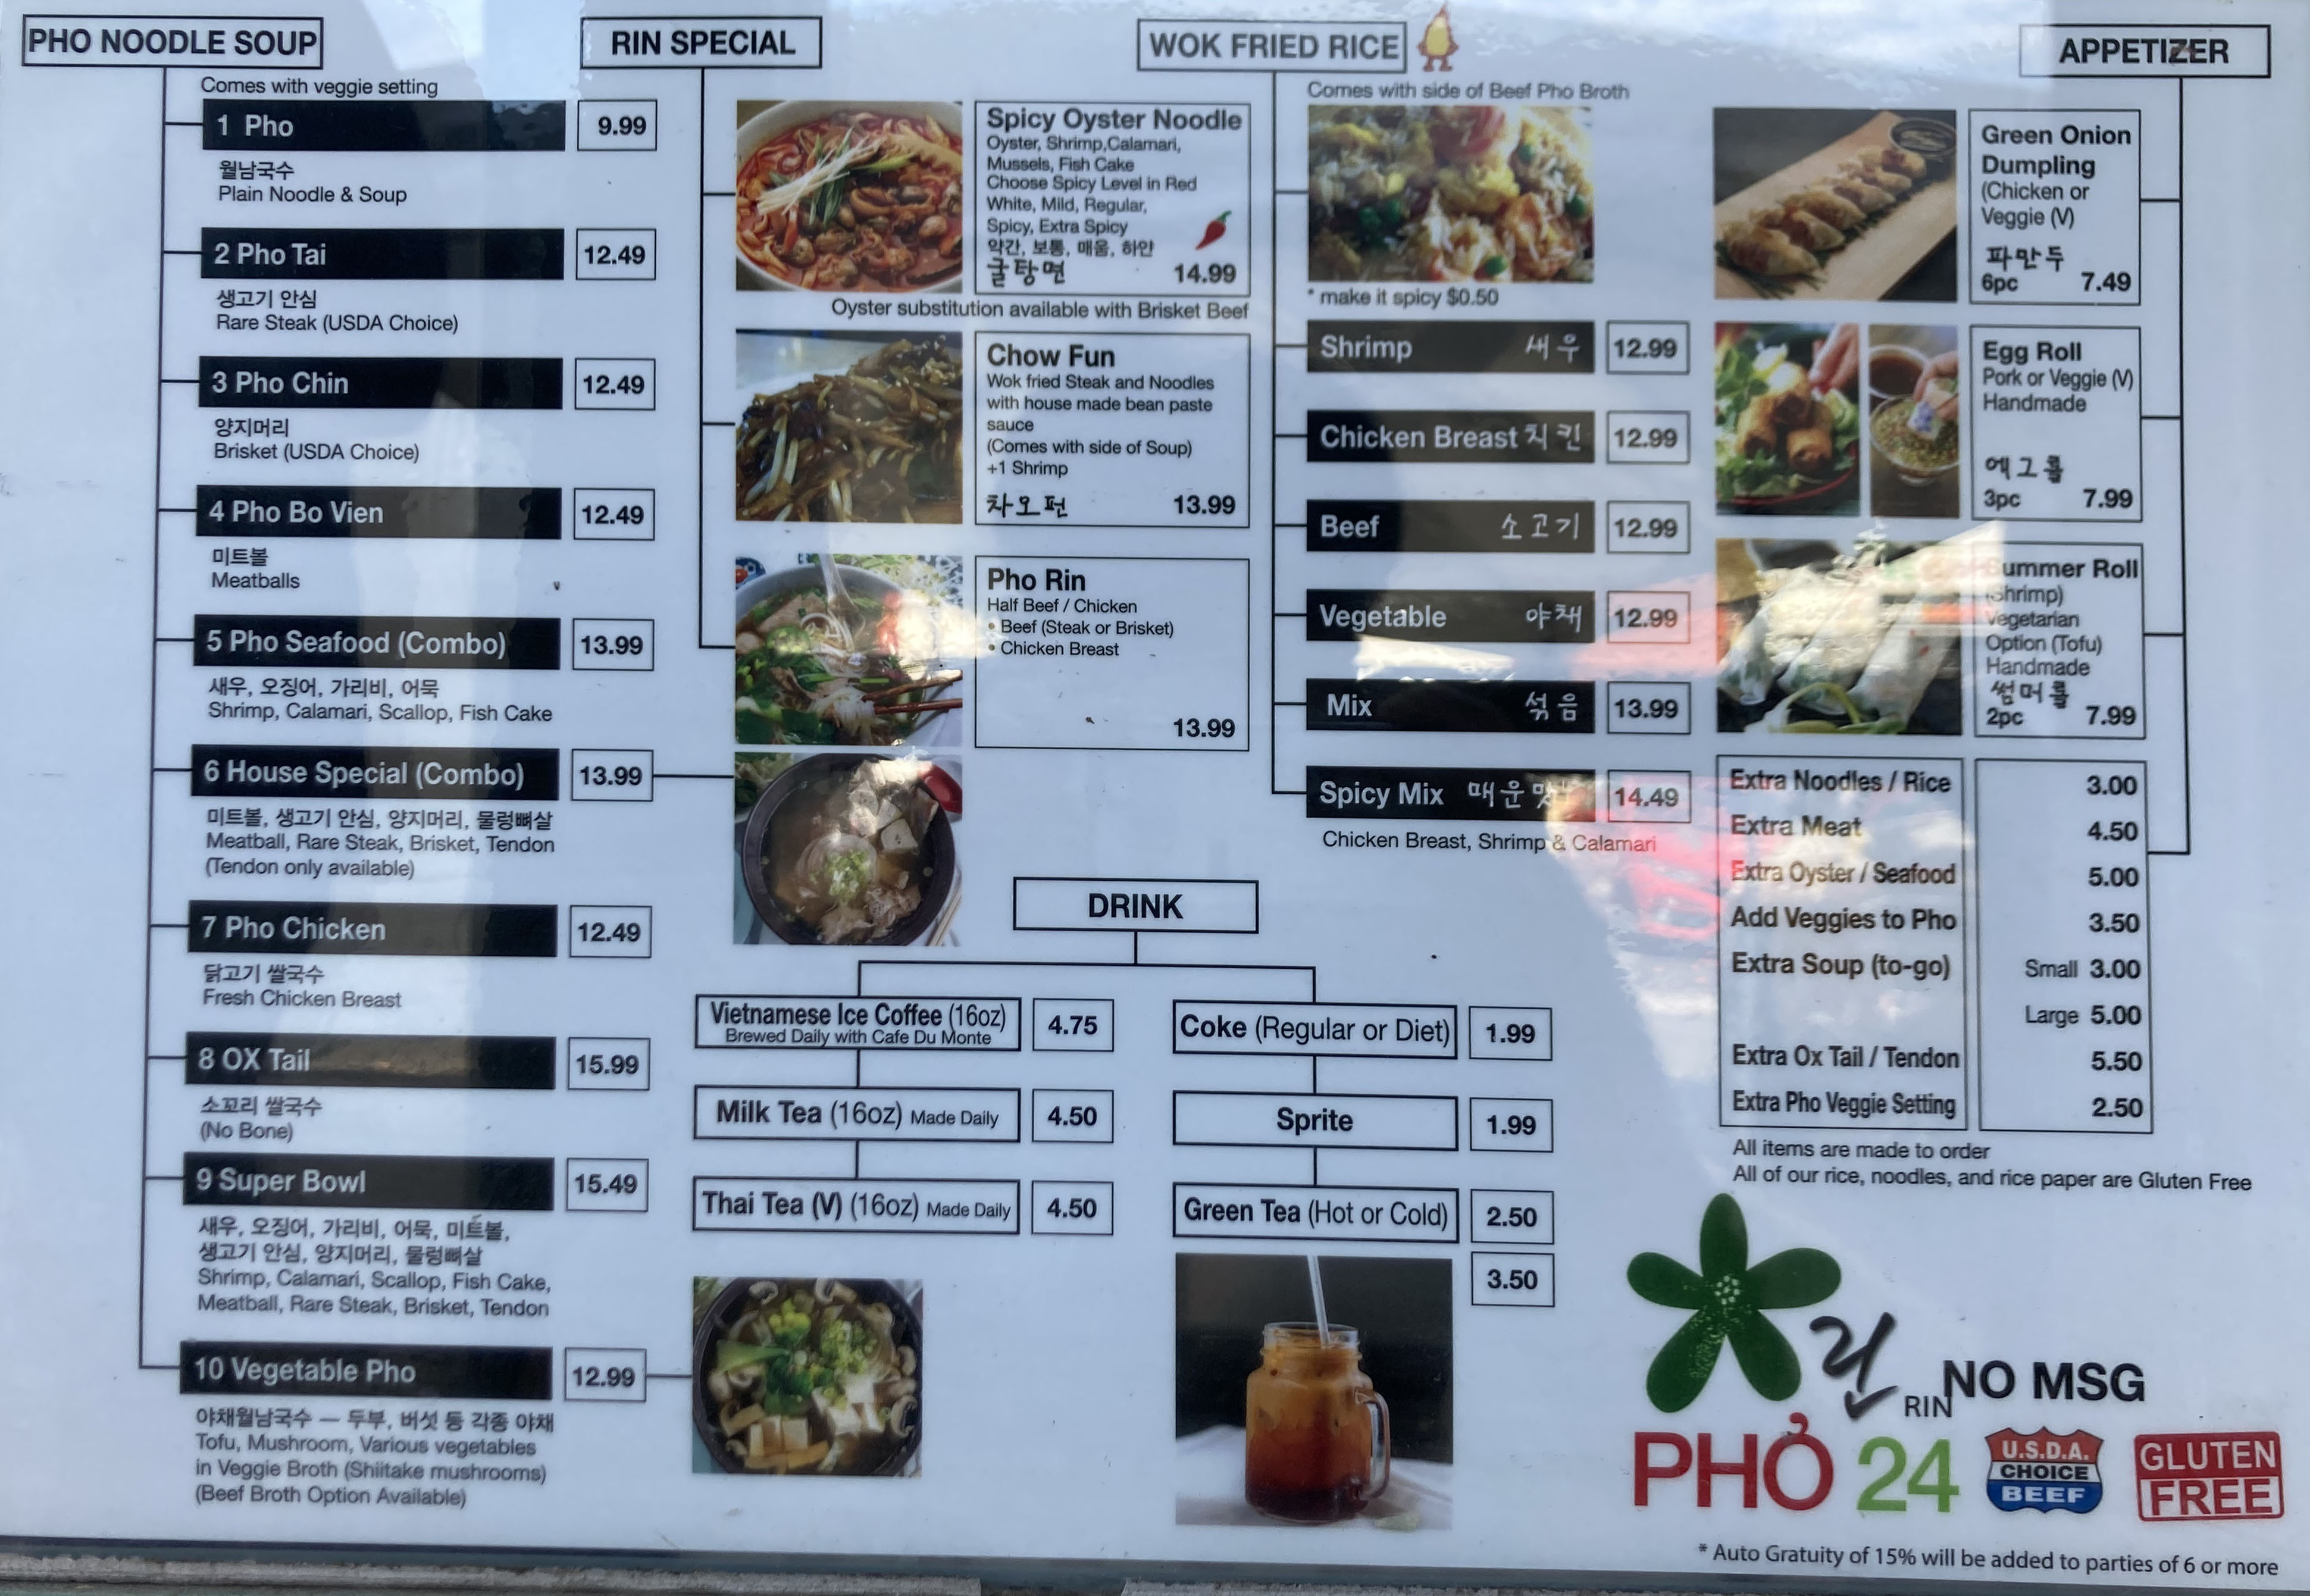 PHO NOODLE SOUP
Comes with veggie setting
1 Pho 9.99
월남국수
Plain Noodle & Soup
2 Pho Tai 12.49
생고기 안심
Rare Steak (USDA Choice)
3 Pho Chin 12.49
양지머리
Brisket (USDA Choice)
4 Pho Bo Vien 12.49
미트볼
Meatballs
5 Pho Seafood (Combo) 13.99
새우, 오징어, 가리비, 어묵
Shrimp, Calamari, Scallop, Fish Cake
6 House Special (Combo) 13.99
미트볼, 생고기 안심, 양지머리, 물렁뼈살
Meatball, Rare Steak, Brisket, Tendon
(Tendon only available)
7 Pho Chicken 12.49
닭고기 쌀국수
Fresh Chicken Breast
8 OX Tail 15.99
소꼬리 쌀국수
(No Bone)
9 Super Bowl 15.49
새우, 오징어, 가리비, 어묵, 미트볼,
생고기 안심, 양지머리, 물렁뼈살
Shrimp, Calamari, Scallop, Fish Cake,
Meatball, Rare Steak, Brisket, Tendon
10 Vegetable Pho 12.99
야채월남국수 — 두부, 버섯 등 각종 야채
Tofu, Mushroom, Various vegetables
in Veggie Broth (Shiitake mushrooms)
(Beef Broth Option Available)
RIN SPECIAL
Spicy Oyster Noodle
Oyster, Shrimp,Calamari,
Mussels, Fish Cake
Choose Spicy Level in Red
White, Mild, Regular,
Spicy, Extra Spicy
약간, 보통, 매움, 하얀
굴탕면 14.99
Oyster substitution available with Brisket Beef
Chow Fun
Wok fried Steak and Noodles
with house made bean paste
sauce
(Comes with side of Soup)
+1 Shrimp
차오펀 13.99
Pho Rin
Half Beef / Chicken
• Beef (Steak or Brisket)
• Chicken Breast
13.99
WOK FRIED RICE
Comes with side of Beef Pho Broth
* make it spicy $0.50
Shrimp 새우 12.99
Chicken Breast 치킨 12.99
Beef 소고기 12.99
Vegetable 야채 12.99
Mix 섞음 13.99
Spicy Mix 매운맛 14.49
Chicken Breast, Shrimp & Calamari
DRINK
Vietnamese Ice Coffee (16oz) 4.75
Brewed Daily with Cafe Du Monte
Milk Tea (16oz) Made Daily 4.50
Thai Tea (V) (16oz) Made Daily 4.50
Coke (Regular or Diet) 1.99
Sprite 1.99
Green Tea (Hot or Cold) 2.50
3.50
APPETIZER
Green Onion
Dumpling
(Chicken or
Veggie (V)
파만두
6pc 7.49
Egg Roll
Pork or Veggie (V)
Handmade
에그롤
3pc 7.99
Summer Roll
(Shrimp)
Vegetarian
Option (Tofu)
Handmade
썸머롤
2pc 7.99
Extra Noodles / Rice 3.00
Extra Meat 4.50
Extra Oyster / Seafood 5.00
Add Veggies to Pho 3.50
Extra Soup (to-go) Small 3.00
Large 5.00
Extra Ox Tail / Tendon 5.50
Extra Pho Veggie Setting 2.50
All items are made to order
All of our rice, noodles, and rice paper are Gluten Free
린
RIN
NO MSG
PHỞ 24
U.S.D.A.
CHOICE
BEEF
GLUTEN
FREE
* Auto Gratuity of 15% will be added to parties of 6 or more